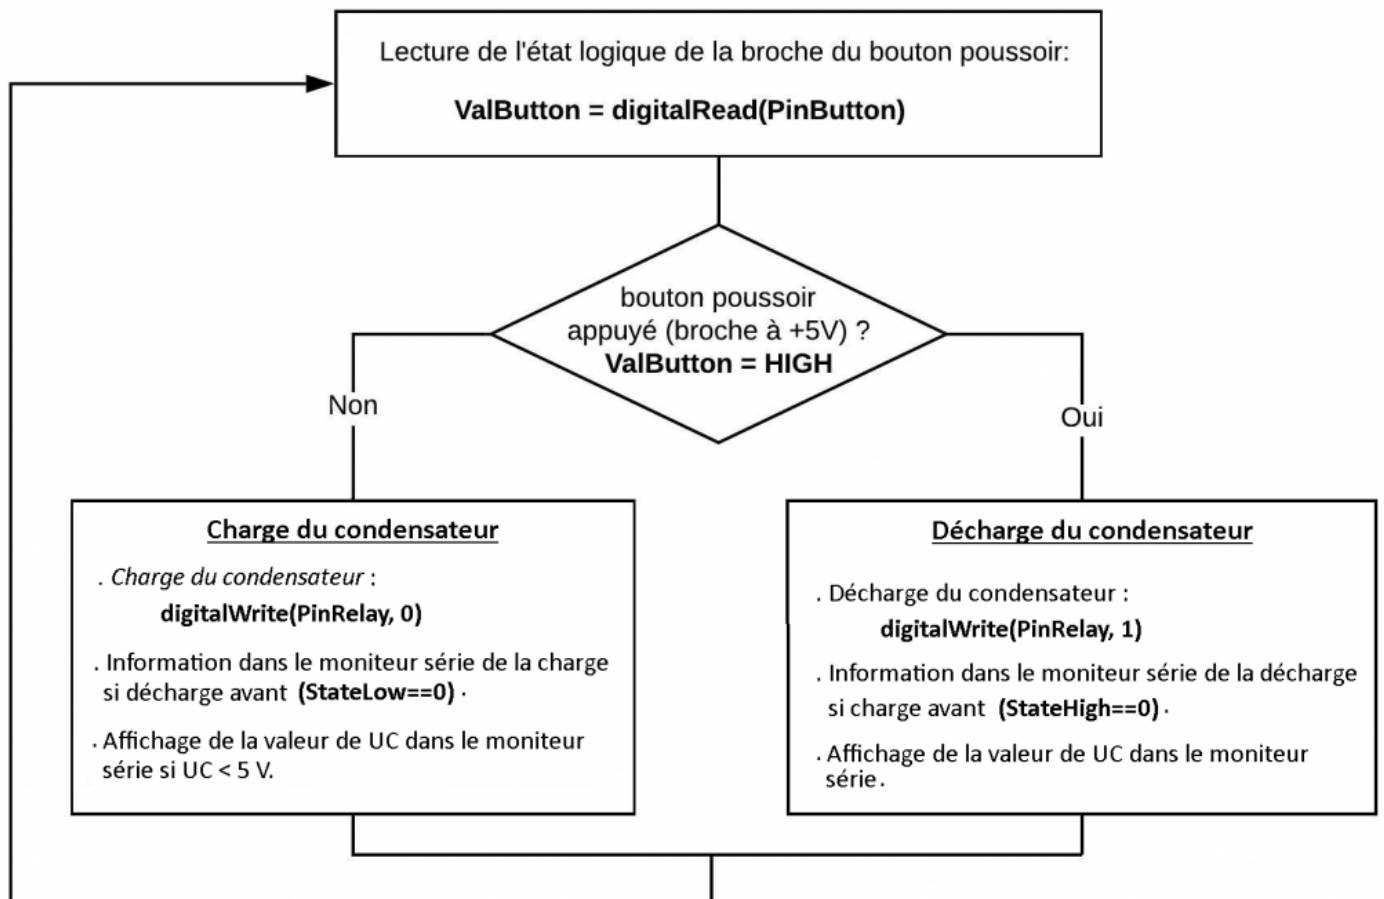 Lecture de l'état logique de la broche du bouton poussoir:
ValButton = digitalRead(PinButton)
bouton poussoir
appuyé (broche à +5V) ?
ValButton = HIGH
Non
Oui
Charge du condensateur
. Charge du condensateur :
digitalWrite(PinRelay, 0)
. Information dans le moniteur série de la charge
si décharge avant (StateLow==0) .
. Affichage de la valeur de UC dans le moniteur
série si UC < 5 V.
Décharge du condensateur
. Décharge du condensateur :
digitalWrite(PinRelay, 1)
. Information dans le moniteur série de la décharge
si charge avant (StateHigh==0) .
. Affichage de la valeur de UC dans le moniteur
série.